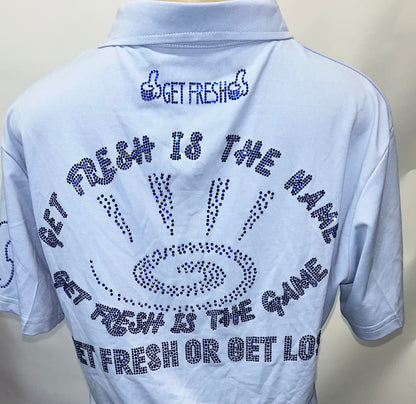 GET FRESH
GET FRESH IS THE NAME
GET FRESH IS THE GAME
GET FRESH OR GET LOST